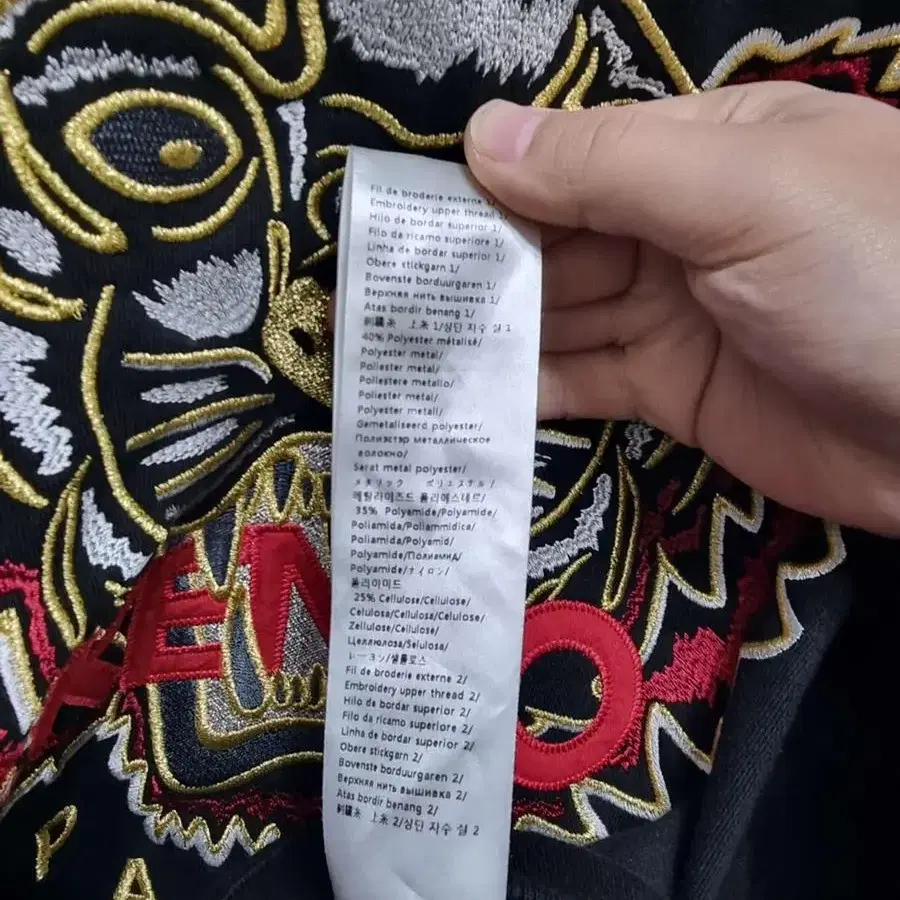 Fil de broderie externe 1/
Embroidery upper thread 1/
Hilo de bordar superior 1/
Filo da ricamo superiore 1/
Linha de bordar superior 1/
Obere stickgarn 1/
Bovenste borduurgaren 1/
Верхняя нить вышивка 1/
Atas bordir benang 1/
刺繍糸 上糸 1/상단 자수 실 1
40% Polyester métalisé/
Polyester metal/
Poliester metal/
Poliestere metallo/
Poliester metal/
Polyester metall/
Gemetaliseerd polyester/
Полиэстэр металлическое
волокно/
Serat metal polyester/
メタリック ポリエステル/
메탈라이즈드 폴리에스테르/
35% Polyamide/Polyamide/
Poliamida/Poliammidica/
Poliamida/Polyamid/
Polyamide/Полиамид/
Polyamide/ナイロン/
폴리아미드
25% Cellulose/Cellulose/
Celulosa/Cellulosa/Celulose/
Zellulose/Cellulose/
Целлюлоза/Selulosa/
レーヨン/셀룰로스
Fil de broderie externe 2/
Embroidery upper thread 2/
Hilo de bordar superior 2/
Filo da ricamo superiore 2/
Linha de bordar superior 2/
Obere stickgarn 2/
Bovenste borduurgaren 2/
Верхняя нить вышивка 2/
Atas bordir benang 2/
刺繍糸 上糸 2/상단 자수 실 2
PA